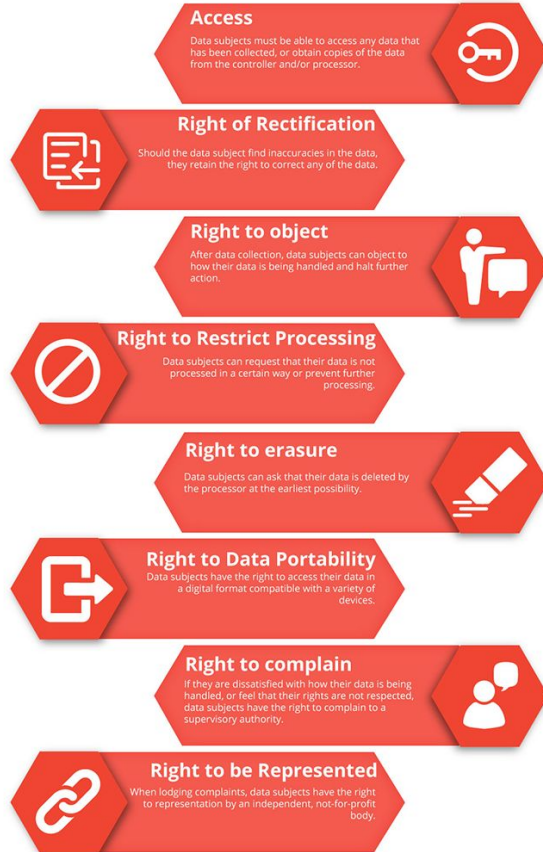 Access
Data subjects must be able to access any data that
has been collected, or obtain copies of the data
from the controller and/or processor.
Right of Rectification
Should the data subject find inaccuracies in the data,
they retain the right to correct any of the data.
Right to object
After data collection, data subjects can object to
how their data is being handled and halt further
action.
Right to Restrict Processing
Data subjects can request that their data is not
processed in a certain way or prevent further
processing.
Right to erasure
Data subjects can ask that their data is deleted by
the processor at the earliest possibility.
Right to Data Portability
Data subjects have the right to access their data in
a digital format compatible with a variety of
devices.
Right to complain
If they are dissatisfied with how their data is being
handled, or feel that their rights are not respected,
data subjects have the right to complain to a
supervisory authority.
Right to be Represented
When lodging complaints, data subjects have the right
to representation by an independent, not-for-profit
body.